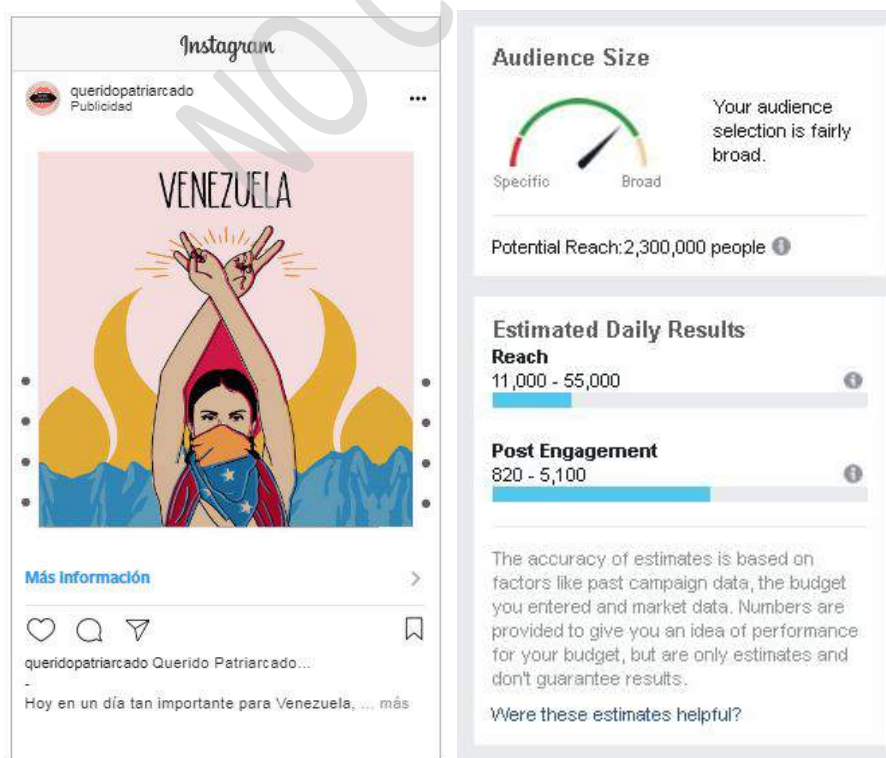 Instagram
queridopatriarcado
Publicidad
VENEZUELA
Más información
queridopatriarcado Querido Patriarcado...
-
Hoy en un día tan importante para Venezuela, ... más
NO
Audience Size
Your audience
selection is fairly
broad.
Specific
Broad
Potential Reach:2,300,000 people
Estimated Daily Results
Reach
11,000 - 55,000
Post Engagement
820 - 5,100
The accuracy of estimates is based on
factors like past campaign data, the budget
you entered and market data. Numbers are
provided to give you an idea of performance
for your budget, but are only estimates and
don't guarantee results.
Were these estimates helpful?